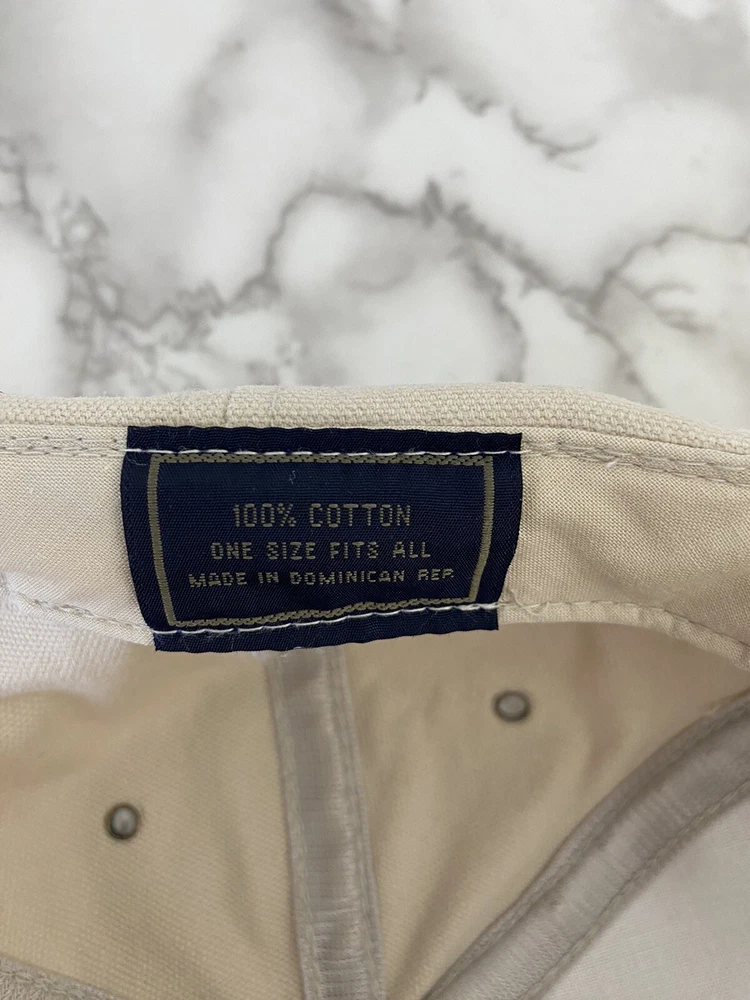 100% COTTON
ONE SIZE FITS ALL
MADE IN DOMINICAN REP.